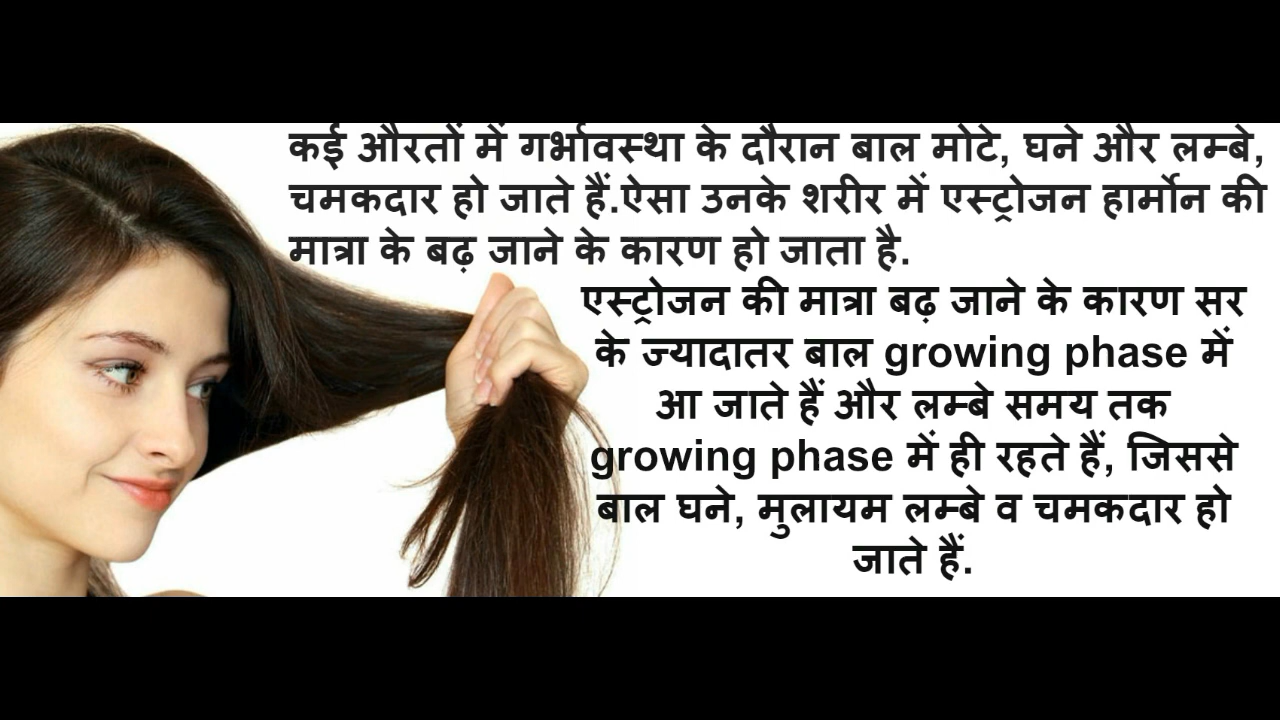 कई औरतों में गर्भावस्था के दौरान बाल मोटे, घने और लम्बे,
चमकदार हो जाते हैं.ऐसा उनके शरीर में एस्ट्रोजन हार्मोन की
मात्रा के बढ़ जाने के कारण हो जाता है.
एस्ट्रोजन की मात्रा बढ़ जाने के कारण सर
के ज्यादातर बाल growing phase में
आ जाते हैं और लम्बे समय तक
growing phase में ही रहते हैं, जिससे
बाल घने, मुलायम लम्बे व चमकदार हो
जाते हैं.